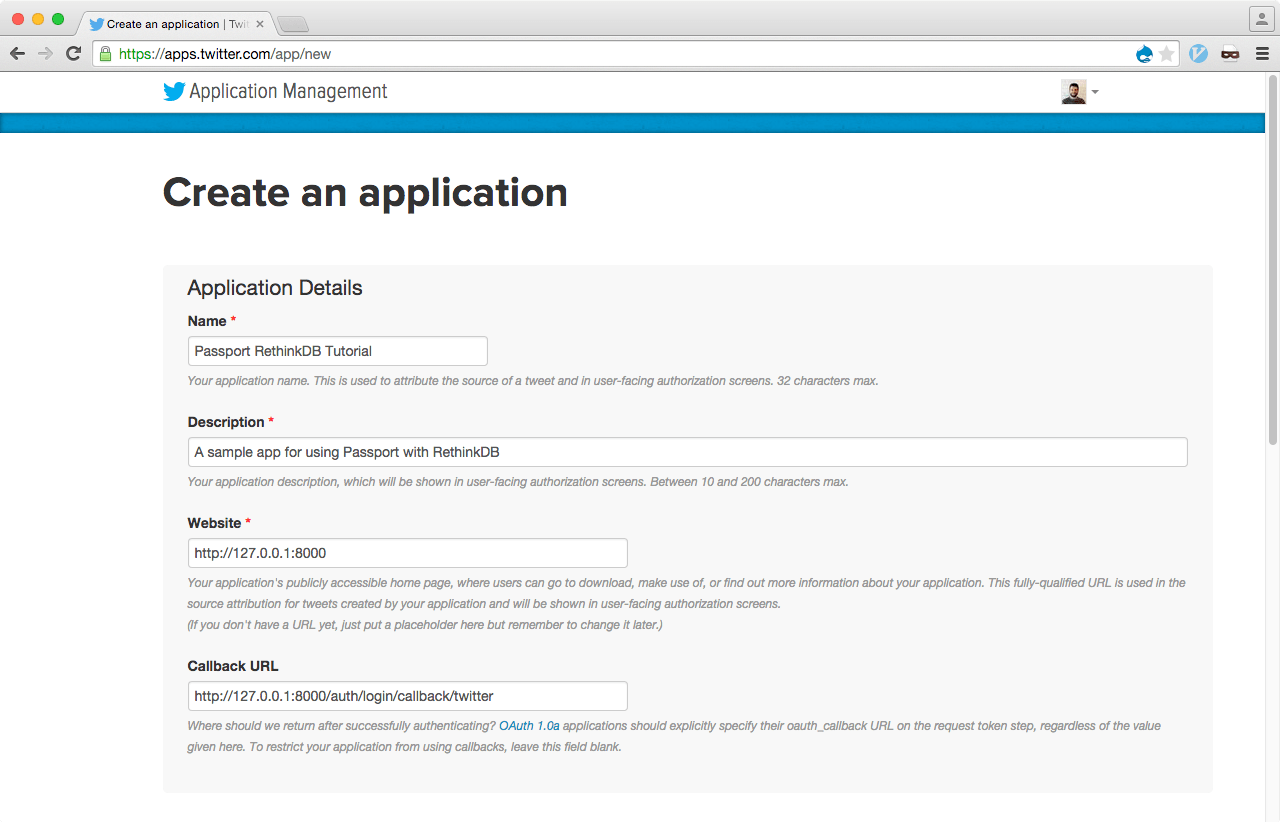 Create an application | Twit
https://apps.twitter.com/app/new
Application Management
Create an application
Application Details
Name *
Passport RethinkDB Tutorial
Your application name. This is used to attribute the source of a tweet and in user-facing authorization screens. 32 characters max.
Description *
A sample app for using Passport with RethinkDB
Your application description, which will be shown in user-facing authorization screens. Between 10 and 200 characters max.
Website *
http://127.0.0.1:8000
Your application's publicly accessible home page, where users can go to download, make use of, or find out more information about your application. This fully-qualified URL is used in the
source attribution for tweets created by your application and will be shown in user-facing authorization screens.
(If you don't have a URL yet, just put a placeholder here but remember to change it later.)
Callback URL
http://127.0.0.1:8000/auth/login/callback/twitter
Where should we return after successfully authenticating? OAuth 1.0a applications should explicitly specify their oauth_callback URL on the request token step, regardless of the value
given here. To restrict your application from using callbacks, leave this field blank.